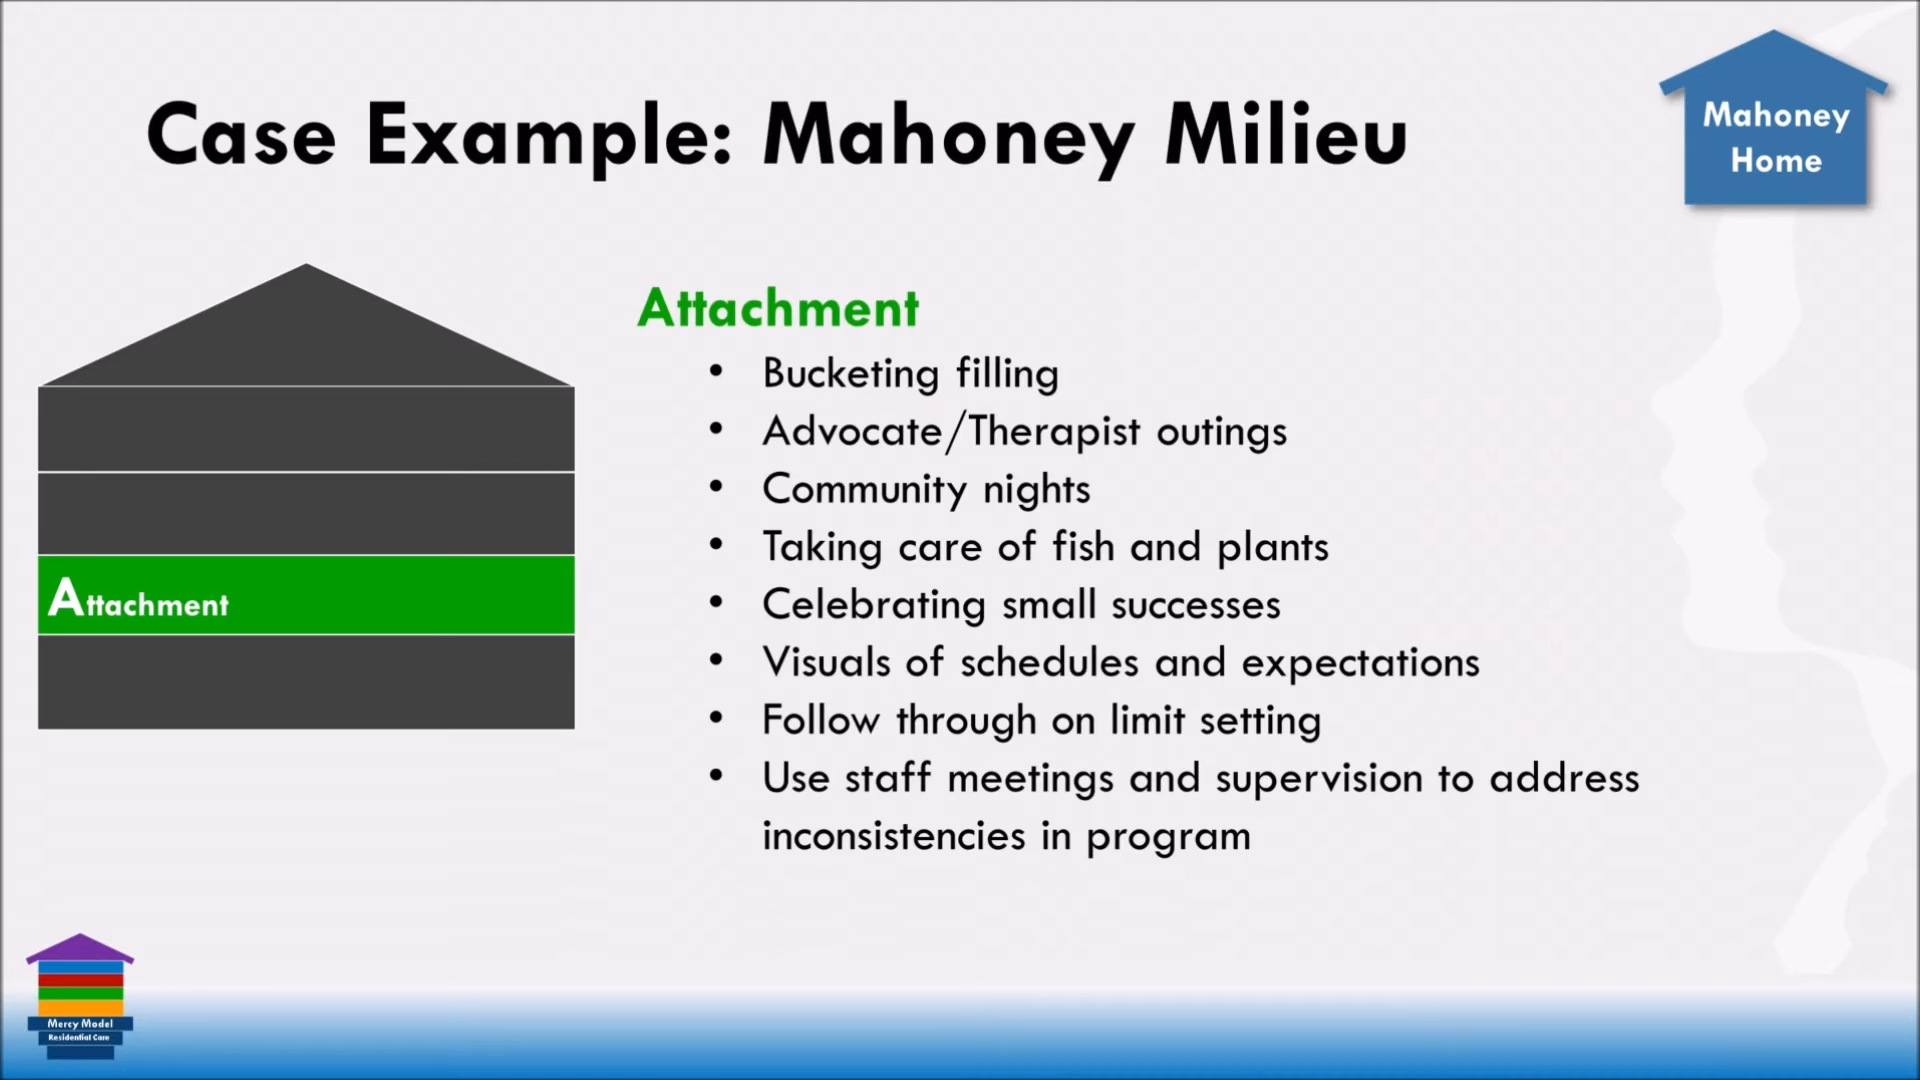 Case Example: Mahoney Milieu
Mahoney
Home
Attachment
Attachment
• Bucketing filling
• Advocate/Therapist outings
• Community nights
• Taking care of fish and plants
• Celebrating small successes
• Visuals of schedules and expectations
• Follow through on limit setting
• Use staff meetings and supervision to address
inconsistencies in program
Mercy Model
Residential Care